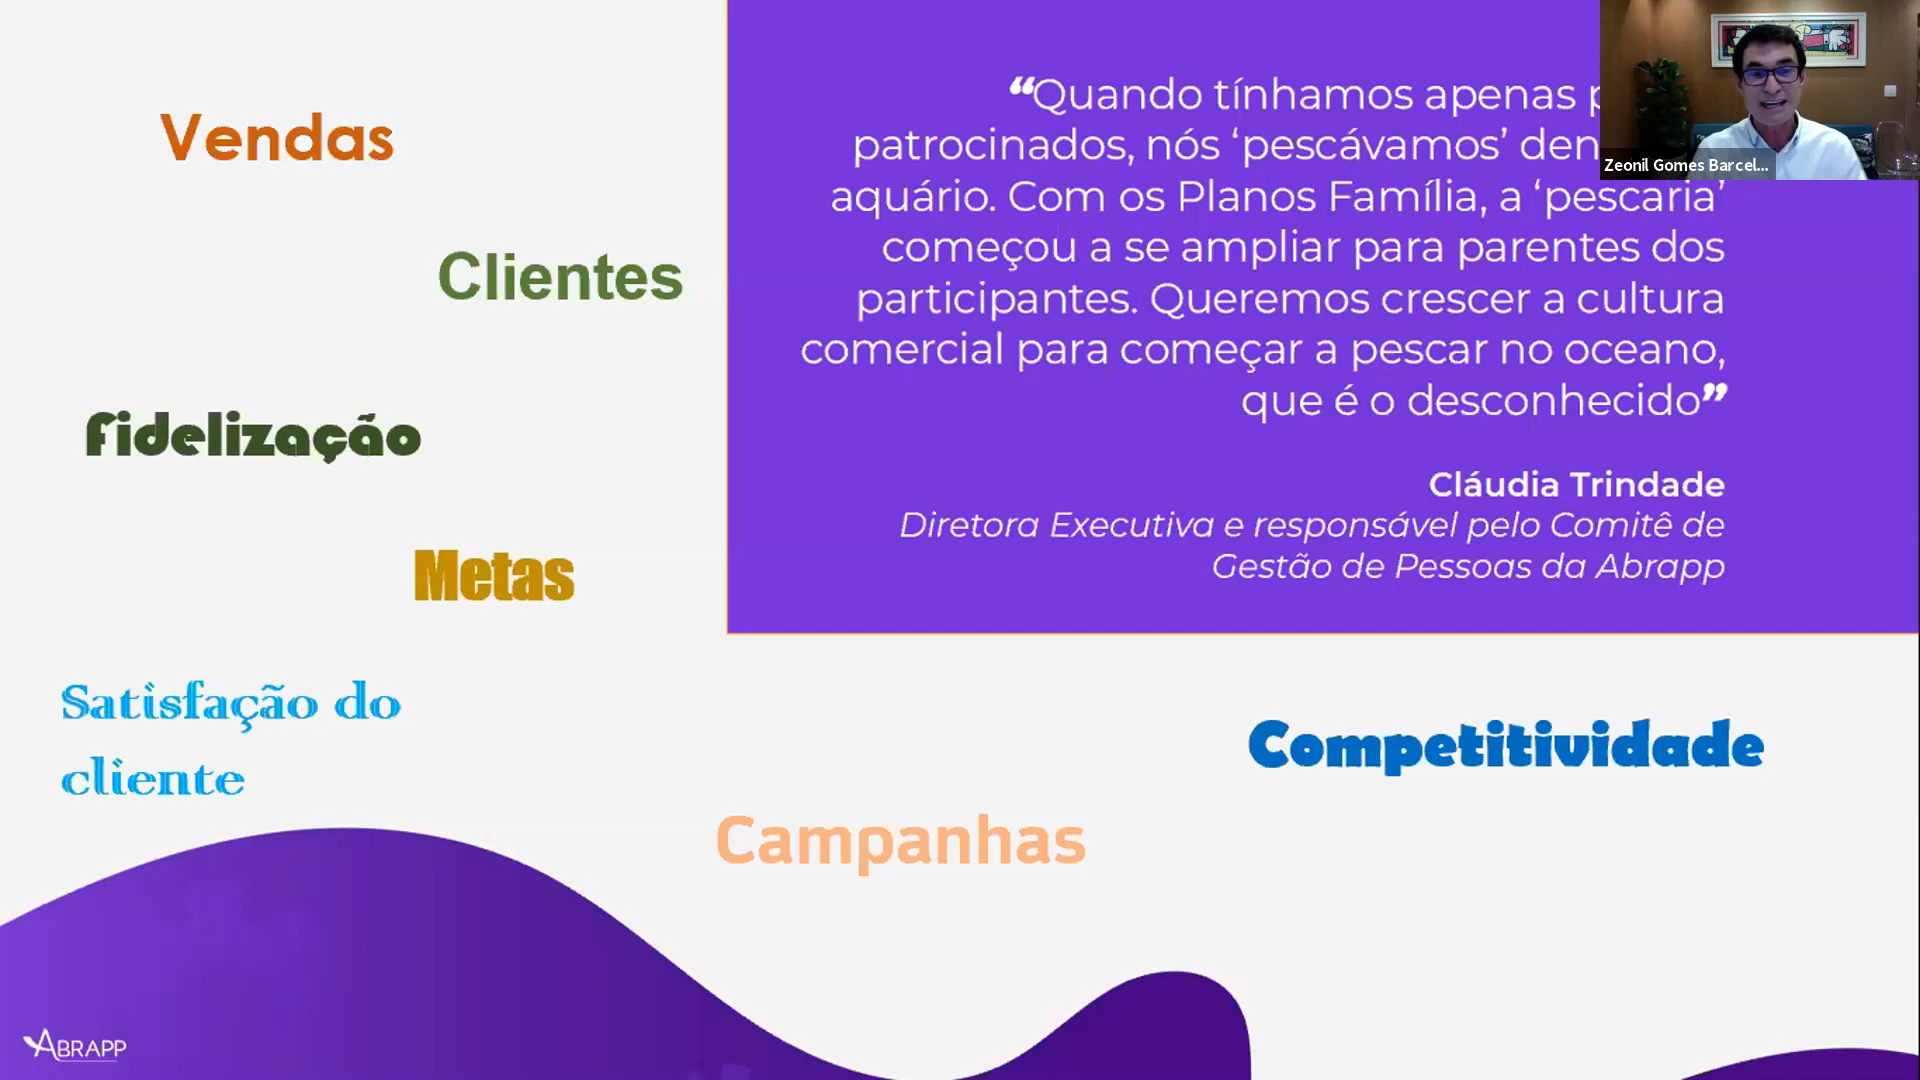 Vendas
Clientes
Fidelização
Metas
Satisfação do
cliente
“Quando tínhamos apenas
patrocinados, nós ‘pescávamos’
aquário. Com os Planos Família, a ‘pescaria’
começou a se ampliar para parentes dos
participantes. Queremos crescer a cultura
comercial para começar a pescar no oceano,
que é o desconhecido”
Cláudia Trindade
Diretora Executiva e responsável pelo Comitê de
Gestão de Pessoas da Abrapp
Zeonil Gomes Barcel...
Competitividade
Campanhas
ABRAPP